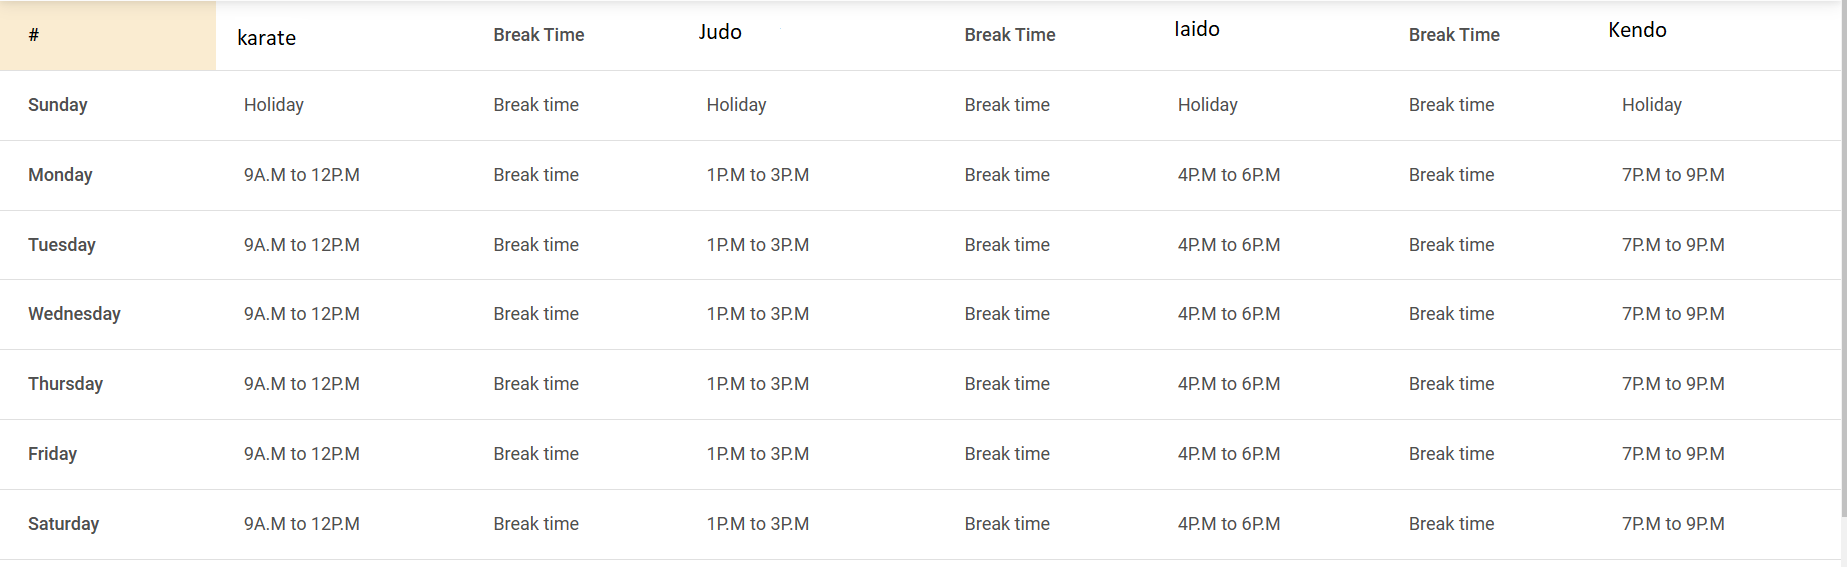 # karate Break Time Judo Break Time Iaido Break Time Kendo
Sunday Holiday Break time Holiday Break time Holiday Break time Holiday
Monday 9A.M to 12P.M Break time 1P.M to 3P.M Break time 4P.M to 6P.M Break time 7P.M to 9P.M
Tuesday 9A.M to 12P.M Break time 1P.M to 3P.M Break time 4P.M to 6P.M Break time 7P.M to 9P.M
Wednesday 9A.M to 12P.M Break time 1P.M to 3P.M Break time 4P.M to 6P.M Break time 7P.M to 9P.M
Thursday 9A.M to 12P.M Break time 1P.M to 3P.M Break time 4P.M to 6P.M Break time 7P.M to 9P.M
Friday 9A.M to 12P.M Break time 1P.M to 3P.M Break time 4P.M to 6P.M Break time 7P.M to 9P.M
Saturday 9A.M to 12P.M Break time 1P.M to 3P.M Break time 4P.M to 6P.M Break time 7P.M to 9P.M